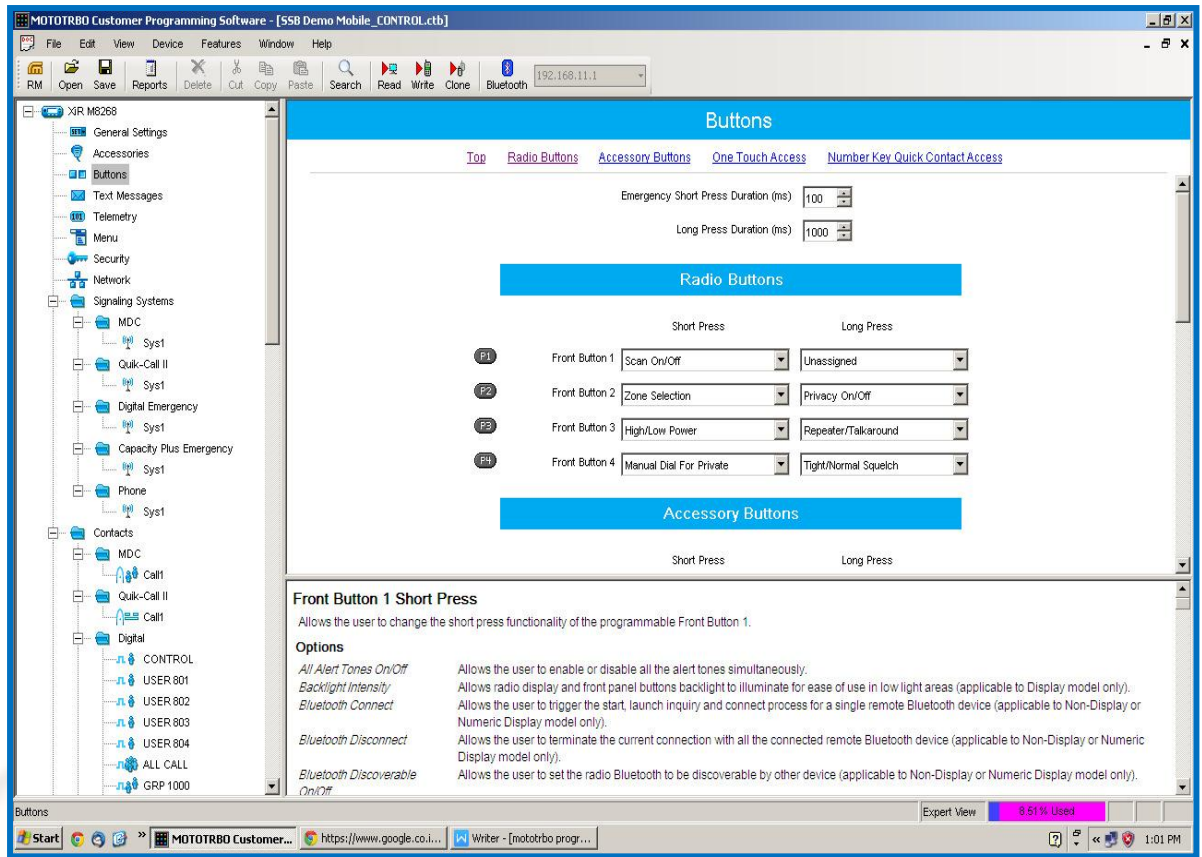 MOTOTRBO Customer Programming Software - [SSB Demo Mobile_CONTROL.ctb]
File Edit View Device Features Window Help
RM Open Save Reports Delete Cut Copy Paste Search Read Write Clone Bluetooth 192.168.11.1
XiR M8268
General Settings
Accessories
Buttons
Text Messages
Telemetry
Menu
Security
Network
Signaling Systems
MDC
Sys1
Quik-Call II
Sys1
Digital Emergency
Sys1
Capacity Plus Emergency
Sys1
Phone
Sys1
Contacts
MDC
Call1
Quik-Call II
Call1
Digital
CONTROL
USER 801
USER 802
USER 803
USER 804
ALL CALL
GRP 1000
Buttons
Top Radio Buttons Accessory Buttons One Touch Access Number Key Quick Contact Access
Emergency Short Press Duration (ms) 100
Long Press Duration (ms) 1000
Radio Buttons
Short Press Long Press
P1 Front Button 1 Scan On/Off Unassigned
P2 Front Button 2 Zone Selection Privacy On/Off
P3 Front Button 3 High/Low Power Repeater/Talkaround
P4 Front Button 4 Manual Dial For Private Tight/Normal Squelch
Accessory Buttons
Short Press Long Press
Front Button 1 Short Press
Allows the user to change the short press functionality of the programmable Front Button 1.
Options
All Alert Tones On/Off Allows the user to enable or disable all the alert tones simultaneously.
Backlight Intensity Allows radio display and front panel buttons backlight to illuminate for ease of use in low light areas (applicable to Display model only).
Bluetooth Connect Allows the user to trigger the start, launch inquiry and connect process for a single remote Bluetooth device (applicable to Non-Display or
Numeric Display model only).
Bluetooth Disconnect Allows the user to terminate the current connection with all the connected remote Bluetooth device (applicable to Non-Display or Numeric
Display model only).
Bluetooth Discoverable Allows the user to set the radio Bluetooth to be discoverable by other device (applicable to Non-Display or Numeric Display model only).
On/Off
Buttons Expert View 8.51% Used
Start MOTOTRBO Customer... https://www.google.co.i... Writer - [mototrbo progr... 1:01 PM